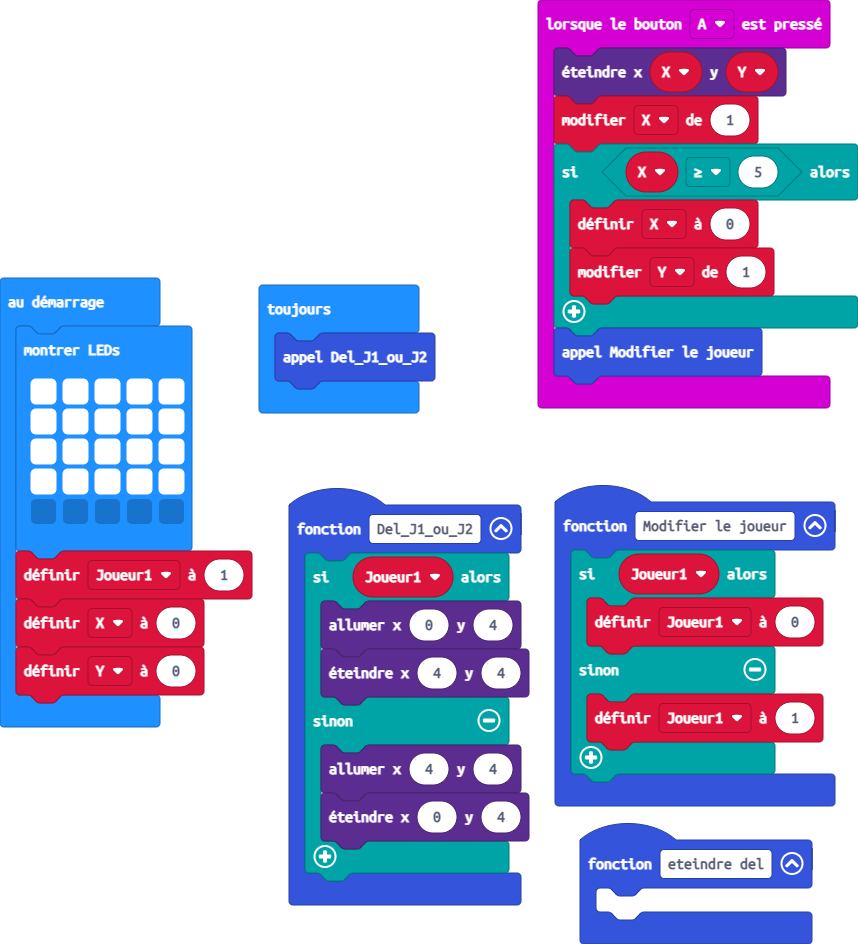 lorsque le bouton A est pressé
éteindre x X y Y
modifier X de 1
si X ≥ 5 alors
définir X à 0
modifier Y de 1
appel Modifier le joueur
au démarrage
montrer LEDs
définir Joueur1 à 1
définir X à 0
définir Y à 0
toujours
appel Del_J1_ou_J2
fonction Del_J1_ou_J2
si Joueur1 alors
allumer x 0 y 4
éteindre x 4 y 4
sinon
allumer x 4 y 4
éteindre x 0 y 4
fonction Modifier le joueur
si Joueur1 alors
définir Joueur1 à 0
sinon
définir Joueur1 à 1
fonction eteindre del